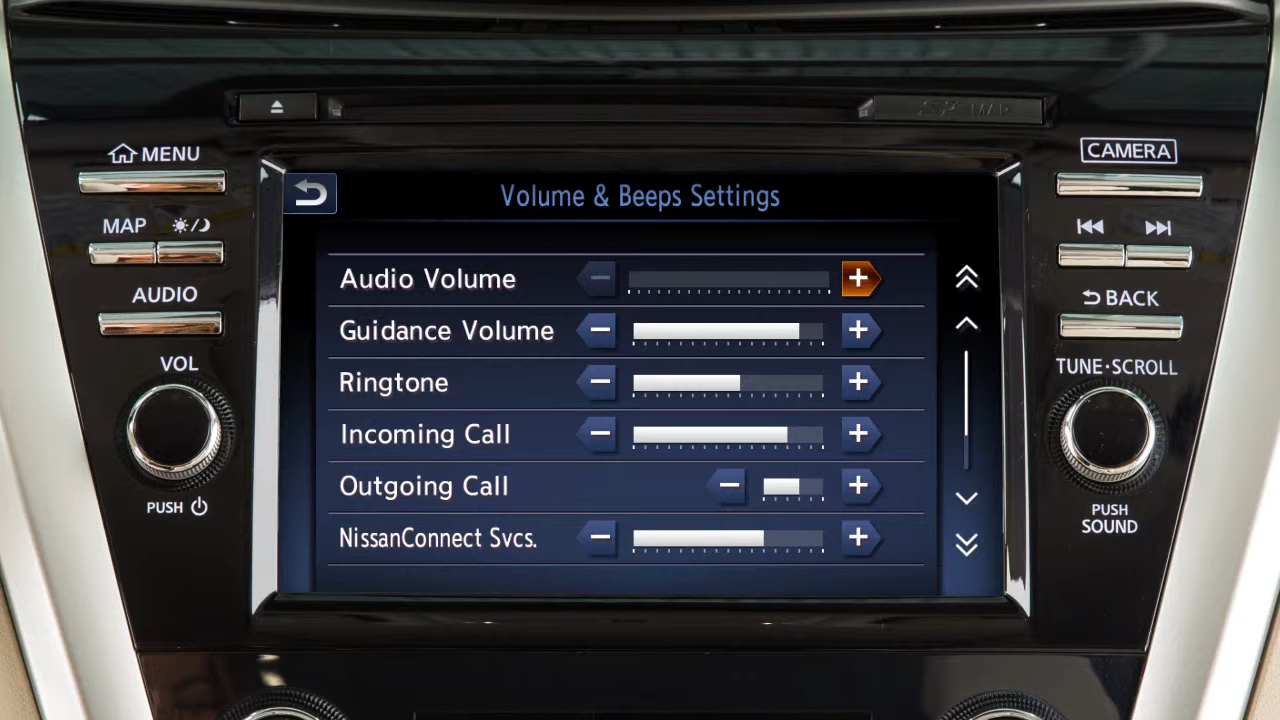 MAP
MENU
CAMERA
Volume & Beeps Settings
MAP
AUDIO
BACK
VOL
TUNE·SCROLL
Audio Volume
Guidance Volume
Ringtone
Incoming Call
Outgoing Call
NissanConnect Svcs.
PUSH
PUSH
SOUND